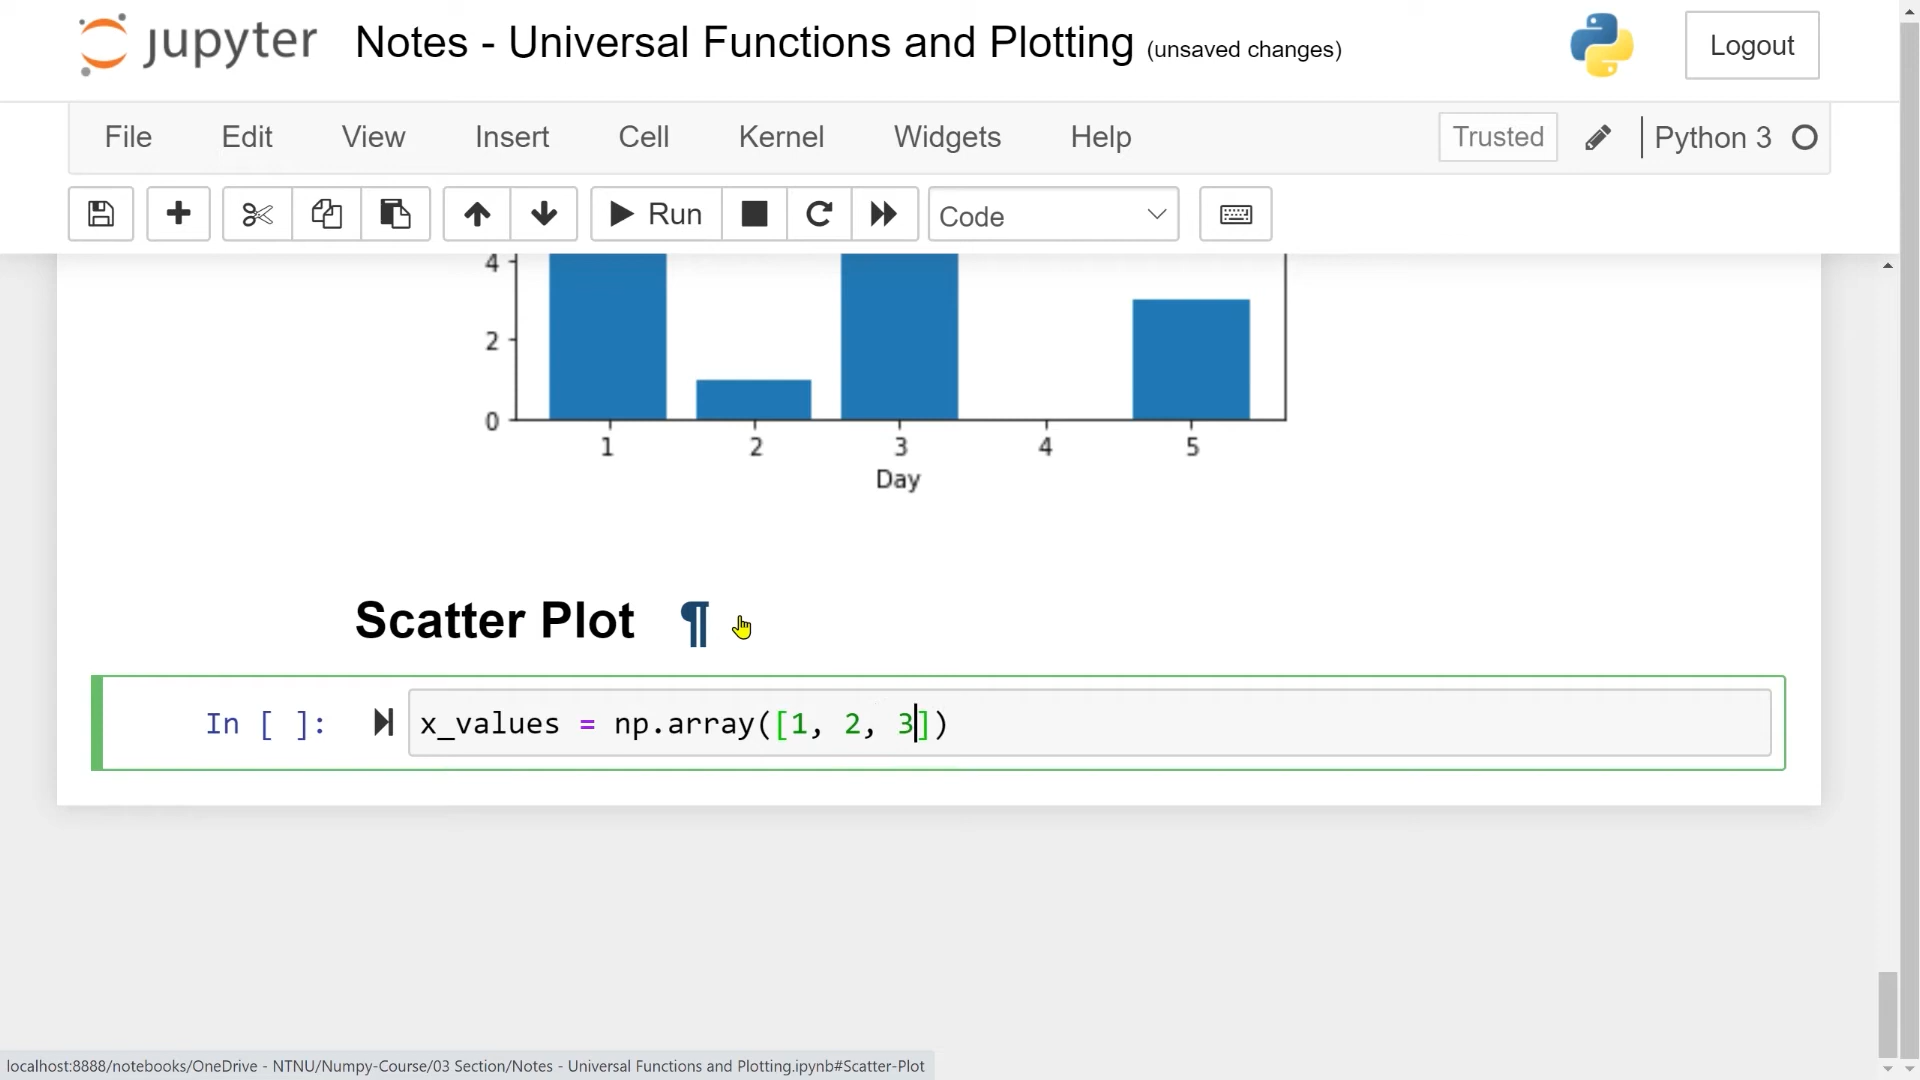 jupyter Notes - Universal Functions and Plotting (unsaved changes) Logout
File Edit View Insert Cell Kernel Widgets Help Trusted Python 3
Run Code
4
2
0
1 2 3 4 5
Day
Scatter Plot ¶
In [ ]: x_values = np.array([1, 2, 3])
localhost:8888/notebooks/OneDrive - NTNU/Numpy-Course/03 Section/Notes - Universal Functions and Plotting.ipynb#Scatter-Plot